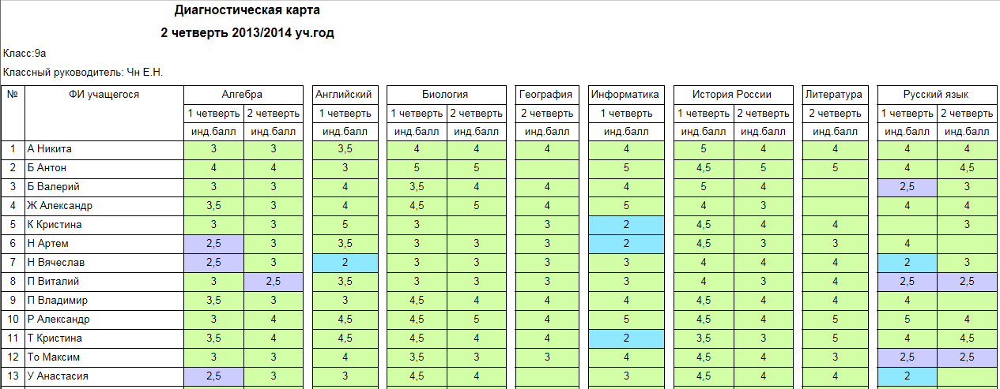 Диагностическая карта
2 четверть 2013/2014 уч.год
Класс:9а
Классный руководитель: Чн Е.Н.
№ ФИ учащегося Алгебра Английский Биология География Информатика История России Литература Русский язык
1 четверть 2 четверть 1 четверть 1 четверть 2 четверть 2 четверть 1 четверть 1 четверть 2 четверть 2 четверть 1 четверть 2 четверть
инд.балл инд.балл инд.балл инд.балл инд.балл инд.балл инд.балл инд.балл инд.балл инд.балл инд.балл инд.балл
1 А Никита 3 3 3,5 4 4 4 4 5 4 4 4 4
2 Б Антон 4 4 3 5 5 5 4,5 5 5 4 4,5
3 Б Валерий 3 3 4 3,5 4 4 4 5 4 2,5 3
4 Ж Александр 3,5 3 4 4,5 5 4 5 4 3 4 4
5 К Кристина 3 3 5 3 3 2 4,5 4 4 3
6 Н Артем 2,5 3 3,5 3 3 3 2 4,5 3 3 4
7 Н Вячеслав 2,5 3 2 3 3 3 3 4 4 4 2 3
8 П Виталий 3 2,5 3,5 3 3 3 3 4 3 4 2,5 2,5
9 П Владимир 3,5 3 3 4,5 4 4 4 4,5 4 4 4
10 Р Александр 3 4 4,5 4,5 5 4 5 4,5 4 5 5 4
11 Т Кристина 3,5 4 4,5 4,5 4 4 2 3,5 3 5 4 4,5
12 То Максим 3 3 4 3,5 3 3 4 4,5 4 3 2,5 2,5
13 У Анастасия 2,5 3 3 4,5 4 3 4,5 4 4 2